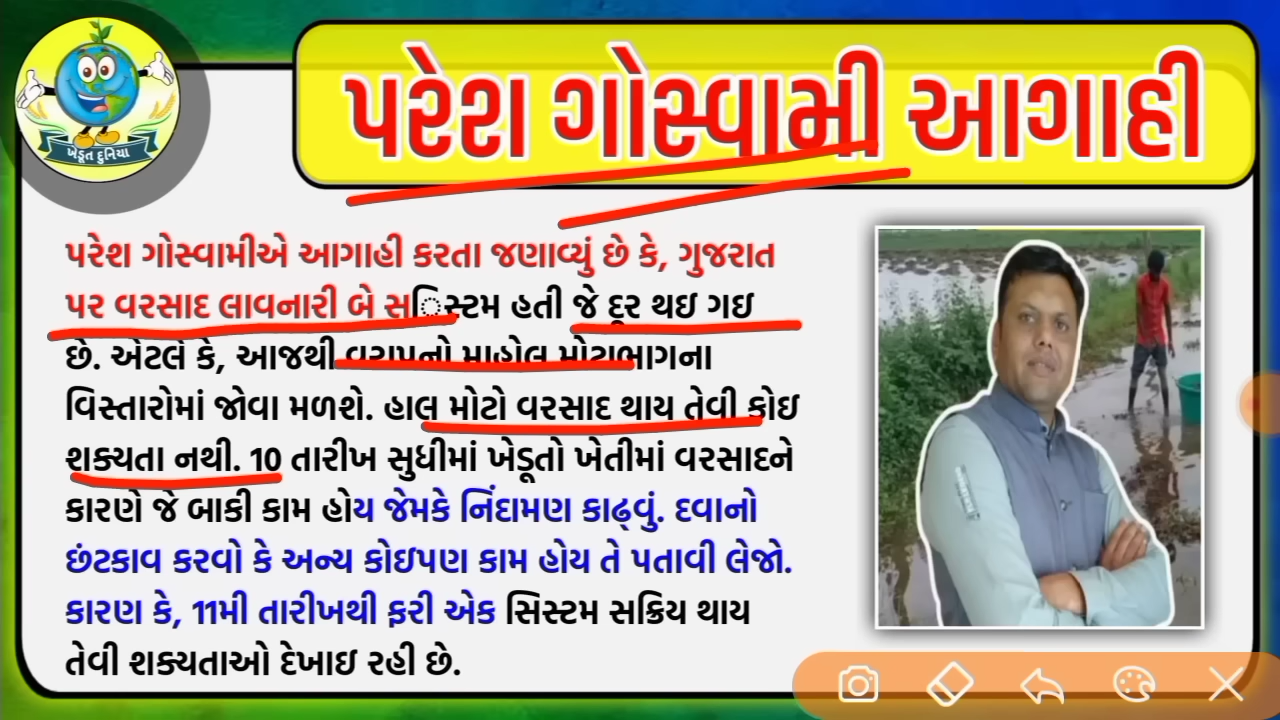 ખેડૂત દુનિયા
પરેશ ગોસ્વામી આગાહી
પરેશ ગોસ્વામીએ આગાહી કરતા જણાવ્યું છે કે, ગુજરાત
પર વરસાદ લાવનારી બે સિસ્ટમ હતી જે દૂર થઇ ગઇ
છે. એટલે કે, આજથી વરાપનો માહોલ મોટાભાગના
વિસ્તારોમાં જોવા મળશે. હાલ મોટો વરસાદ થાય તેવી કોઇ
શક્યતા નથી. 10 તારીખ સુધીમાં ખેડૂતો ખેતીમાં વરસાદને
કારણે જે બાકી કામ હોય જેમકે નિંદામણ કાઢવું. દવાનો
છંટકાવ કરવો કે અન્ય કોઇપણ કામ હોય તે પતાવી લેજો.
કારણ કે, 11મી તારીખથી ફરી એક સિસ્ટમ સક્રિય થાય
તેવી શક્યતાઓ દેખાઇ રહી છે.